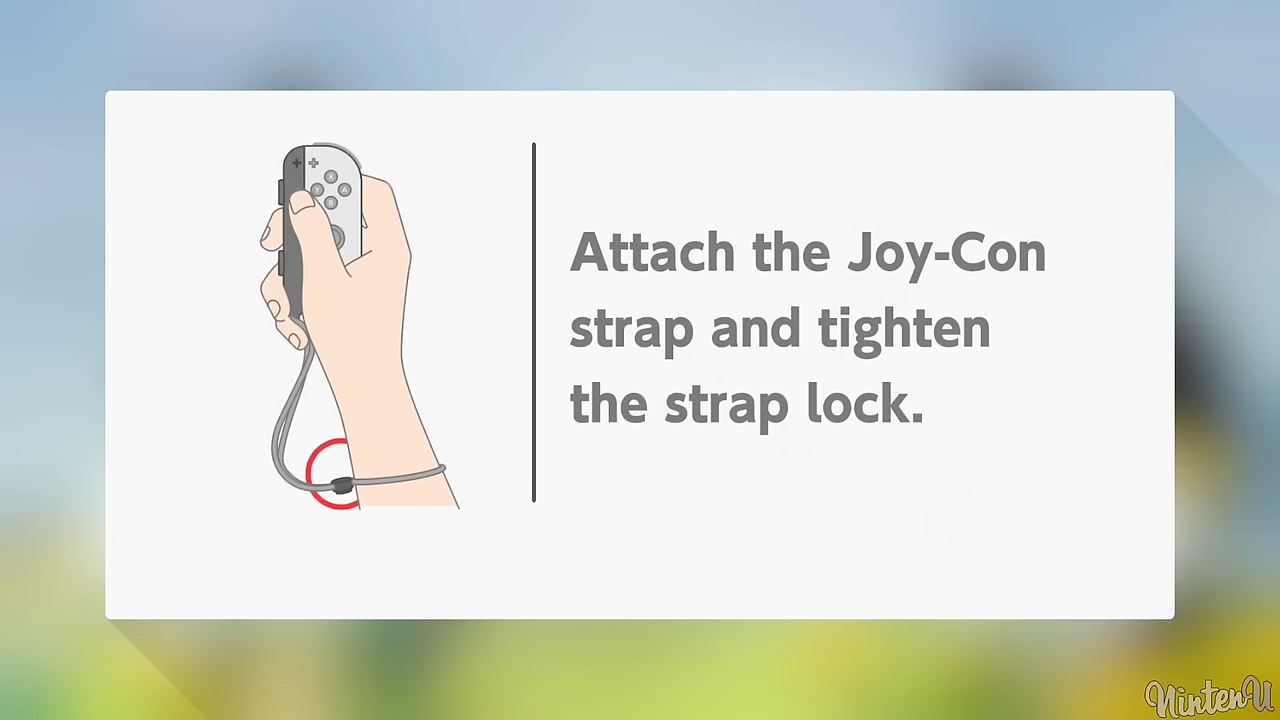 X
Y
A
B
Attach the Joy-Con
strap and tighten
the strap lock.
NintenU